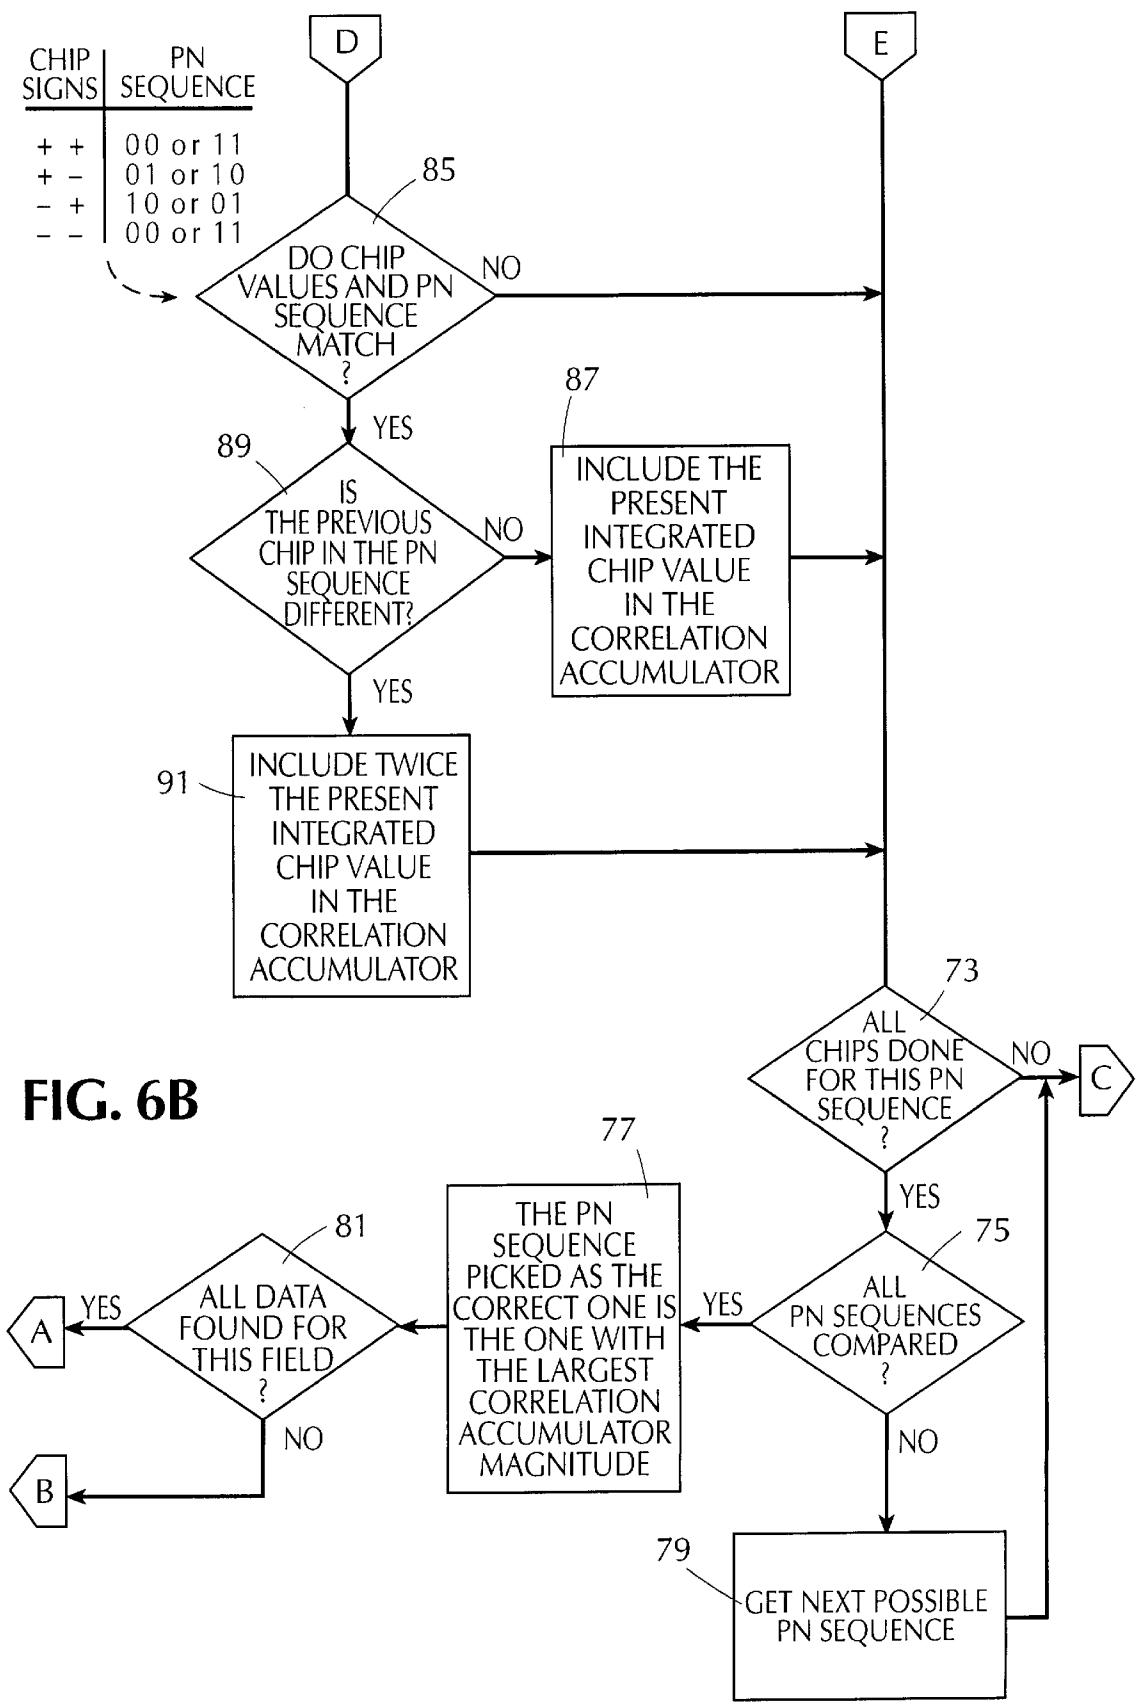 D
E
CHIP SIGNS
PN SEQUENCE
+ + 00 or 11
+ – 01 or 10
– + 10 or 01
– – 00 or 11
85
DO CHIP
VALUES AND PN
SEQUENCE
MATCH
?
NO
YES
87
INCLUDE THE
PRESENT
INTEGRATED
CHIP VALUE
IN THE
CORRELATION
ACCUMULATOR
89
IS
THE PREVIOUS
CHIP IN THE PN
SEQUENCE
DIFFERENT?
NO
YES
91
INCLUDE TWICE
THE PRESENT
INTEGRATED
CHIP VALUE
IN THE
CORRELATION
ACCUMULATOR
73
ALL
CHIPS DONE
FOR THIS PN
SEQUENCE
?
NO
C
YES
FIG. 6B
75
ALL
PN SEQUENCES
COMPARED
?
YES
NO
77
THE PN
SEQUENCE
PICKED AS THE
CORRECT ONE IS
THE ONE WITH
THE LARGEST
CORRELATION
ACCUMULATOR
MAGNITUDE
81
ALL DATA
FOUND FOR
THIS FIELD
?
YES
A
NO
B
79
GET NEXT POSSIBLE
PN SEQUENCE